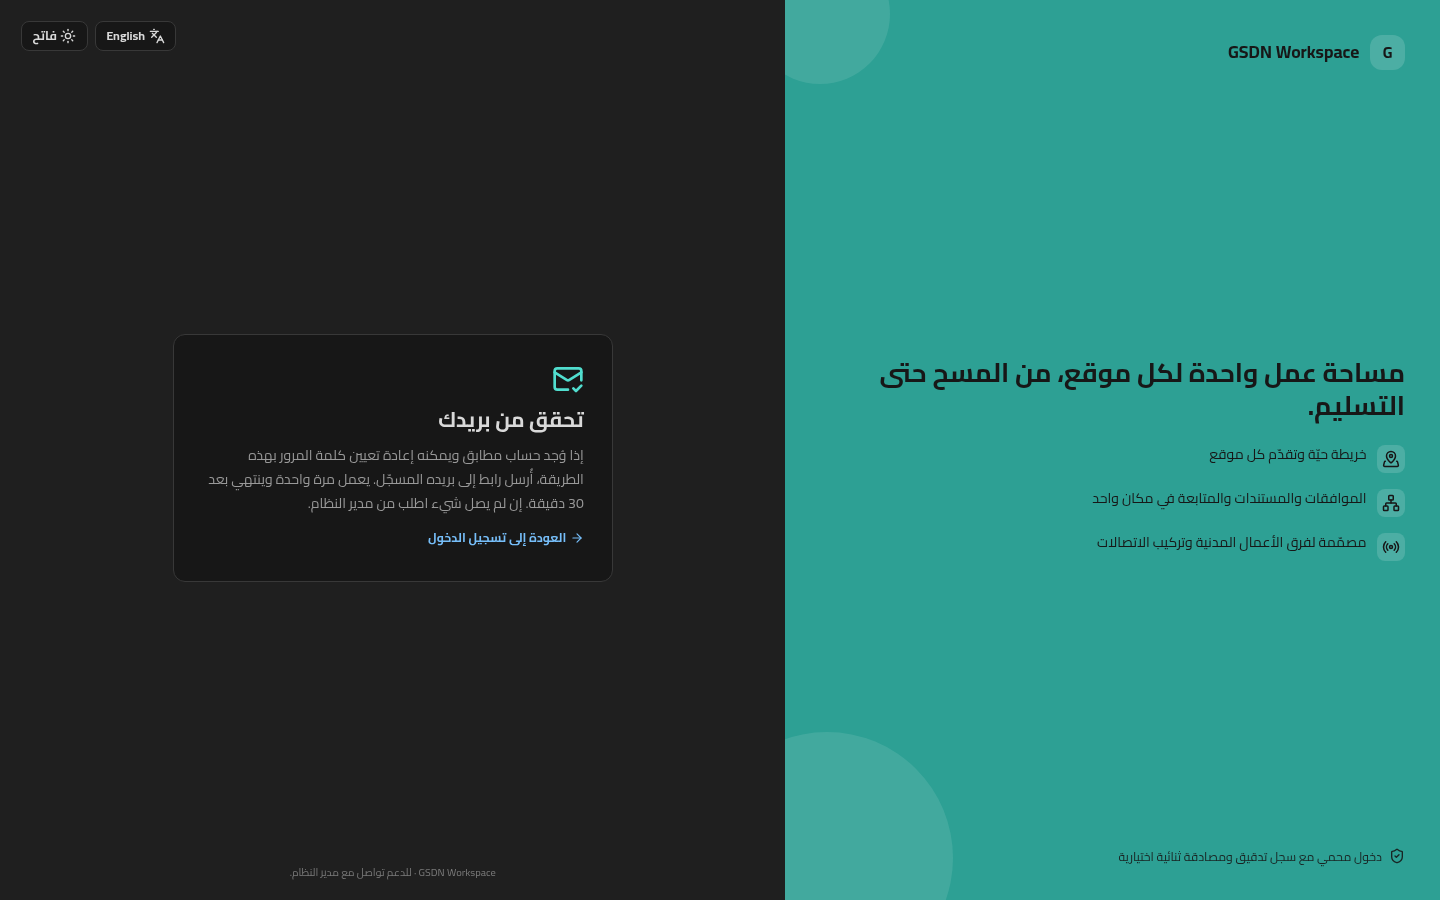 GSDN Workspace
G
مساحة عمل واحدة لكل موقع، من المسح حتى
التسليم.
خريطة حيّة وتقدّم كل موقع
الموافقات والمستندات والمتابعة في مكان واحد
مصمّمة لفرق الأعمال المدنية وتركيب الاتصالات
دخول محمي مع سجل تدقيق ومصادقة ثنائية اختيارية
English
فاتح
تحقق من بريدك
إذا وُجد حساب مطابق ويمكنه إعادة تعيين كلمة المرور بهذه
الطريقة، أُرسل رابط إلى بريده المسجّل. يعمل مرة واحدة وينتهي بعد
30 دقيقة. إن لم يصل شيء اطلب من مدير النظام.
العودة إلى تسجيل الدخول
GSDN Workspace · للدعم تواصل مع مدير النظام.